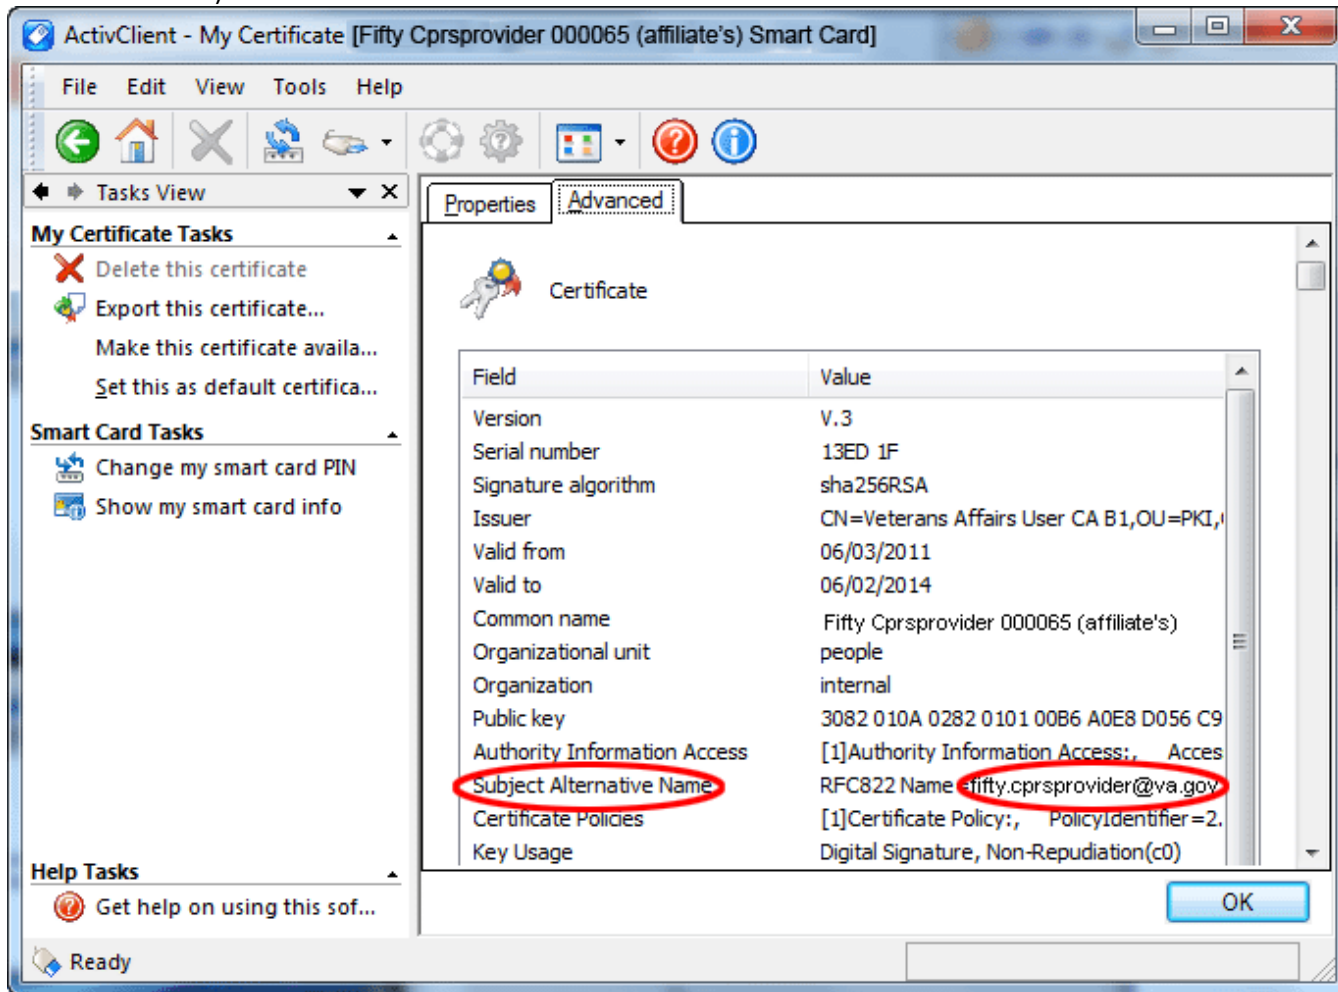 ActivClient - My Certificate [Fifty Cprsprovider 000065 (affiliate's) Smart Card]
File Edit View Tools Help
Tasks View
My Certificate Tasks
Delete this certificate
Export this certificate...
Make this certificate availa...
Set this as default certifica...
Smart Card Tasks
Change my smart card PIN
Show my smart card info
Help Tasks
Get help on using this sof...
Properties Advanced
Certificate
Field Value
Version V.3
Serial number 13ED 1F
Signature algorithm sha256RSA
Issuer CN=Veterans Affairs User CA B1,OU=PKI,
Valid from 06/03/2011
Valid to 06/02/2014
Common name Fifty Cprsprovider 000065 (affiliate's)
Organizational unit people
Organization internal
Public key 3082 010A 0282 0101 00B6 A0E8 D056 C9
Authority Information Access [1]Authority Information Access:, Acces
Subject Alternative Name RFC822 Name=fifty.cprsprovider@va.gov
Certificate Policies [1]Certificate Policy:, PolicyIdentifier=2.
Key Usage Digital Signature, Non-Repudiation(c0)
OK
Ready